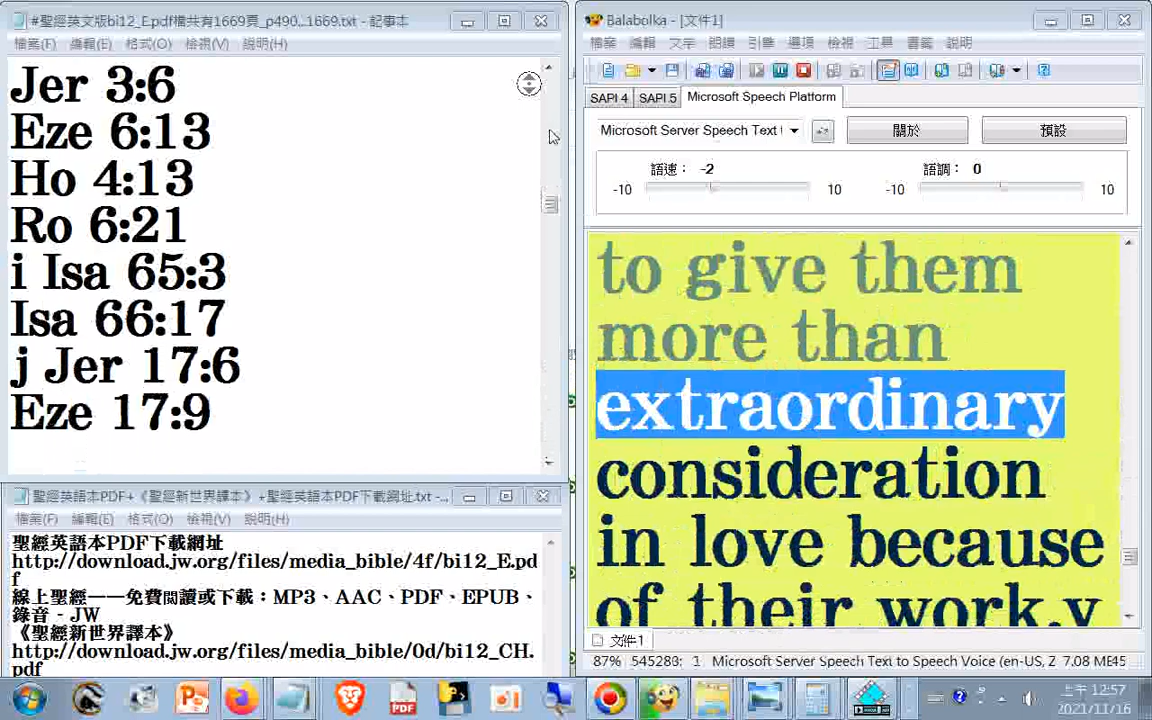 #聖經英文版bi12_E.pdf檔共有1669頁_p490...1669.txt - 記事本
檔案(F) 編輯(E) 格式(O) 檢視(V) 說明(H)
Jer 3:6
Eze 6:13
Ho 4:13
Ro 6:21
i Isa 65:3
Isa 66:17
j Jer 17:6
Eze 17:9
聖經英語本PDF+《聖經新世界譯本》+聖經英語本PDF下載網址.txt - ...
檔案(F) 編輯(E) 格式(O) 檢視(V) 說明(H)
聖經英語本PDF下載網址
http://download.jw.org/files/media_bible/4f/bi12_E.pd
f
線上聖經——免費閱讀或下載：MP3、AAC、PDF、EPUB、
錄音 - JW
《聖經新世界譯本》
http://download.jw.org/files/media_bible/0d/bi12_CH.
pdf
Balabolka - [文件1]
檔案 編輯 文字 朗讀 引擎 選項 檢視 工具 書籤 說明
SAPI 4 SAPI 5 Microsoft Speech Platform
Microsoft Server Speech Text 關於 預設
語速： -2 語調： 0
-10 10 -10 10
to give them
more than
extraordinary
consideration
in love because
of their work.y
文件1
87% 545283: 1 Microsoft Server Speech Text to Speech Voice (en-US, Z 7.08 ME45
PDF
上午 12:57
2021/11/16